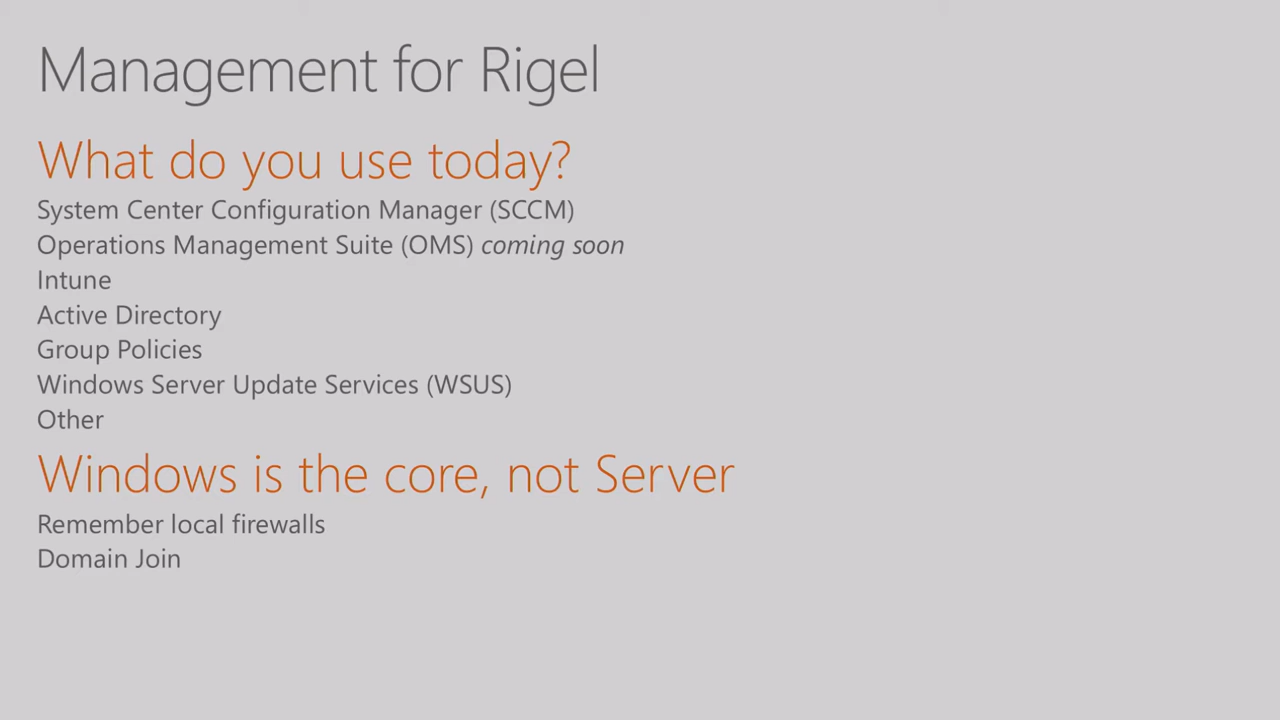 Management for Rigel
What do you use today?
System Center Configuration Manager (SCCM)
Operations Management Suite (OMS) coming soon
Intune
Active Directory
Group Policies
Windows Server Update Services (WSUS)
Other
Windows is the core, not Server
Remember local firewalls
Domain Join